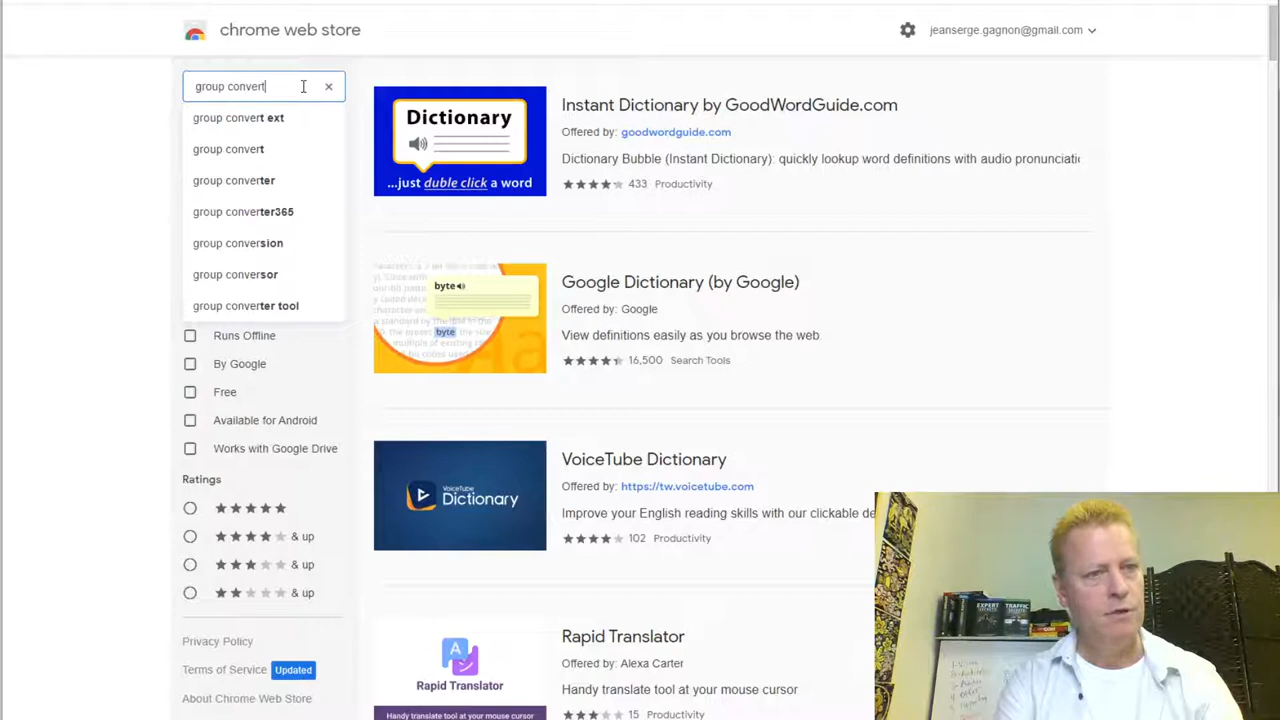 chrome web store
jeanserge.gagnon@gmail.com
group convert
group convert ext
group convert
group converter
group converter365
group conversion
group conversor
group converter tool
Runs Offline
By Google
Free
Available for Android
Works with Google Drive
Ratings
& up
& up
& up
Privacy Policy
Terms of Service Updated
About Chrome Web Store
Dictionary
...just duble click a word
Instant Dictionary by GoodWordGuide.com
Offered by: goodwordguide.com
Dictionary Bubble (Instant Dictionary): quickly lookup word definitions with audio pronunciatic
433 Productivity
byte
byte
Google Dictionary (by Google)
Offered by: Google
View definitions easily as you browse the web.
16,500 Search Tools
VoiceTube
Dictionary
VoiceTube Dictionary
Offered by: https://tw.voicetube.com
Improve your English reading skills with our clickable de
102 Productivity
A
Rapid Translator
Handy translate tool at your mouse cursor
Rapid Translator
Offered by: Alexa Carter
Handy translate tool at your mouse cursor
15 Productivity
EXPERT
SECRETS
TRAFFIC
SECRETS